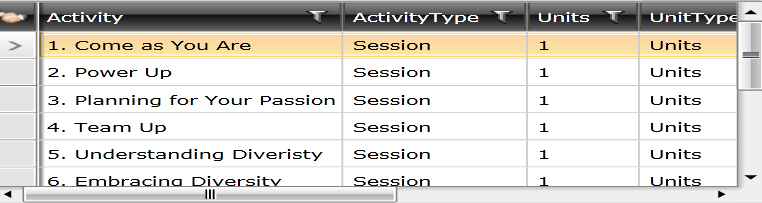 Activity ActivityType Units UnitType
1. Come as You Are Session 1 Units
2. Power Up Session 1 Units
3. Planning for Your Passion Session 1 Units
4. Team Up Session 1 Units
5. Understanding Diveristy Session 1 Units
6. Embracing Diversity Session 1 Units